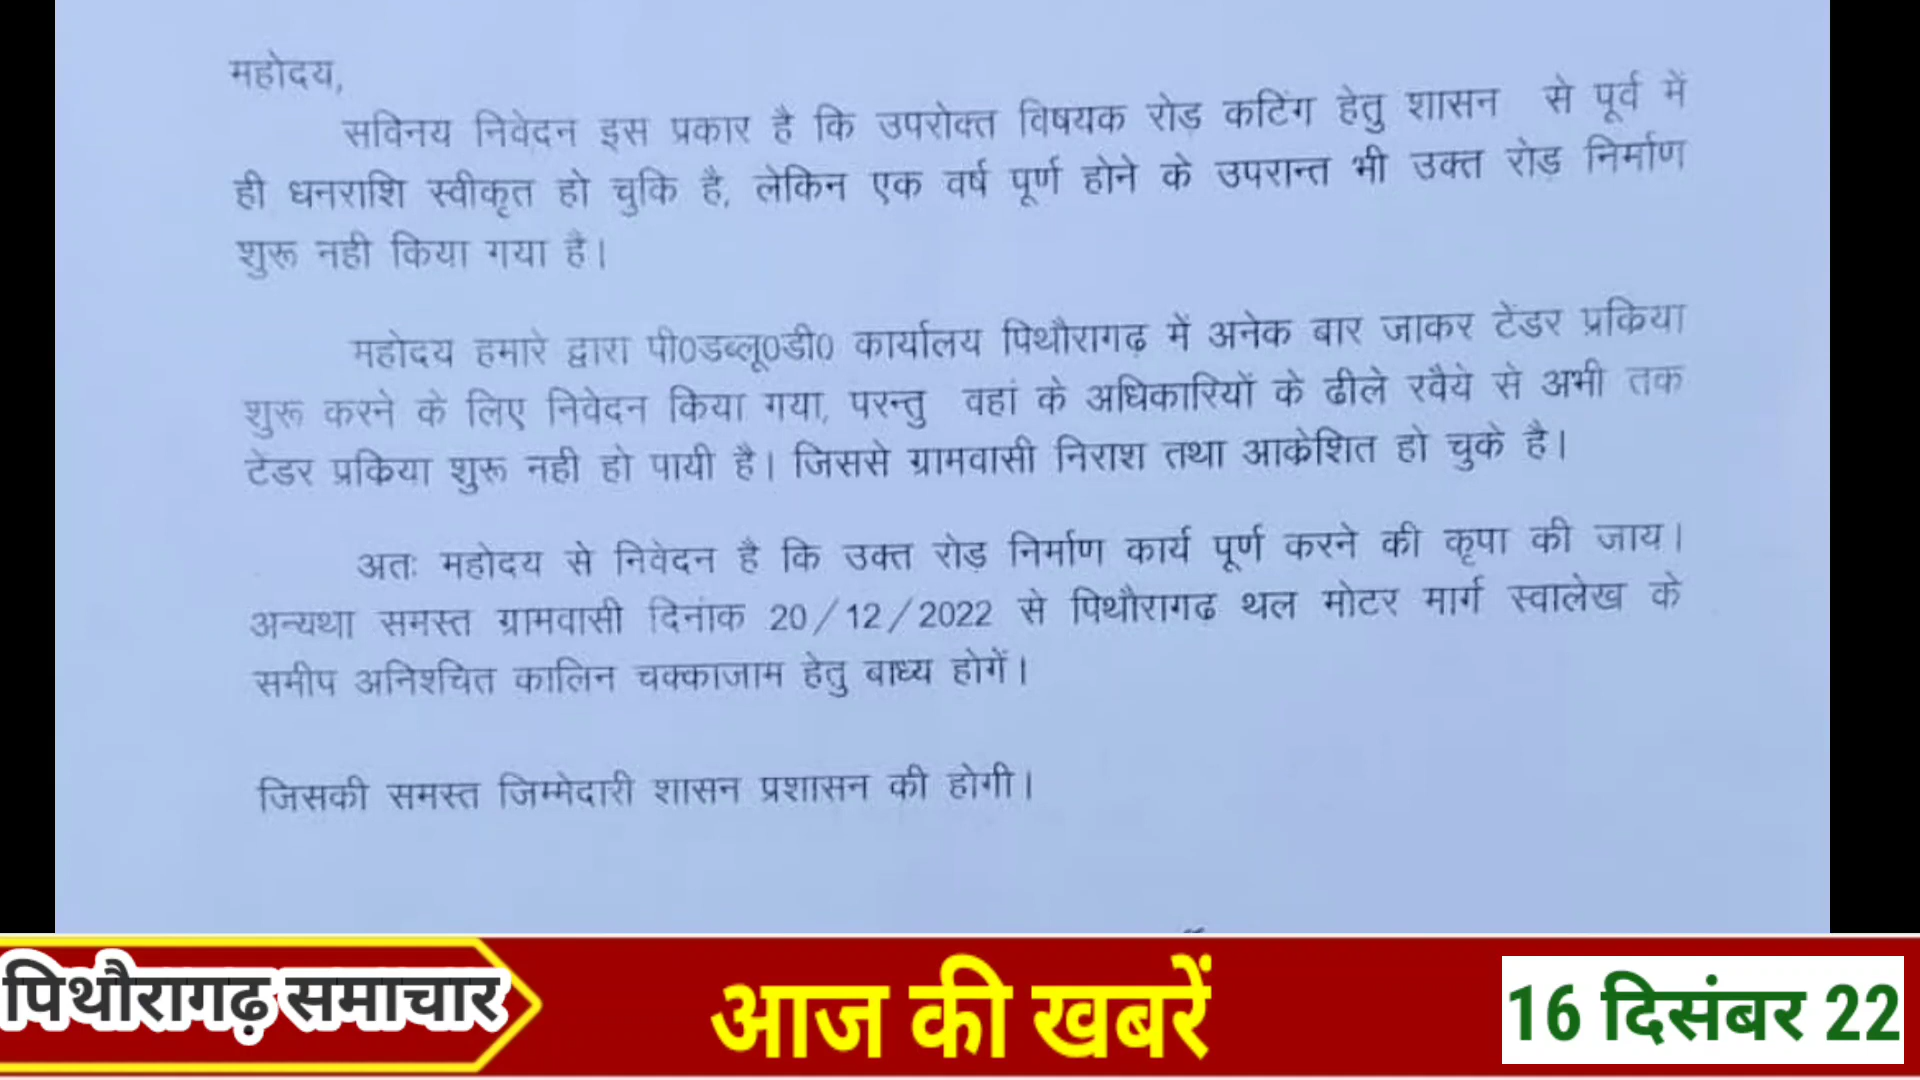 महोदय,
सविनय निवेदन इस प्रकार है कि उपरोक्त विषयक रोड़ कटिंग हेतु शासन से पूर्व में
ही धनराशि स्वीकृत हो चुकि है, लेकिन एक वर्ष पूर्ण होने के उपरान्त भी उक्त रोड़ निर्माण
शुरू नही किया गया है।
महोदय हमारे द्वारा पी0डब्लू0डी0 कार्यालय पिथौरागढ़ में अनेक बार जाकर टेंडर प्रकिया
शुरू करने के लिए निवेदन किया गया, परन्तु वहां के अधिकारियों के ढीले रवैये से अभी तक
टेंडर प्रकिया शुरू नही हो पायी है। जिससे ग्रामवासी निराश तथा आक्रेशित हो चुके है।
अतः महोदय से निवेदन है कि उक्त रोड़ निर्माण कार्य पूर्ण करने की कृपा की जाय।
अन्यथा समस्त ग्रामवासी दिनांक 20/12/2022 से पिथौरागढ थल मोटर मार्ग स्वालेख के
समीप अनिश्चित कालिन चक्काजाम हेतु बाध्य होगें।
जिसकी समस्त जिम्मेदारी शासन प्रशासन की होगी।
पिथौरागढ़ समाचार
आज की खबरें
16 दिसंबर 22